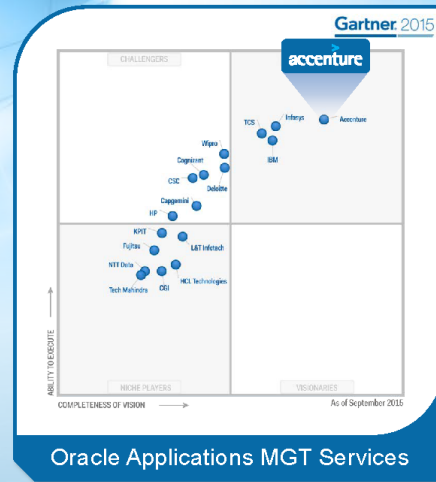 Gartner. 2015
CHALLENGERS
accenture
TCS
Infosys
Accenture
IBM
Wipro
Cognizant
CSC
Deloitte
Capgemini
HP
KPIT
L&T Infotech
Fujitsu
NTT Data
HCL Technologies
Tech Mahindra
CGI
ABILITY TO EXECUTE
NICHE PLAYERS
VISIONARIES
COMPLETENESS OF VISION
As of September 2015
Oracle Applications MGT Services